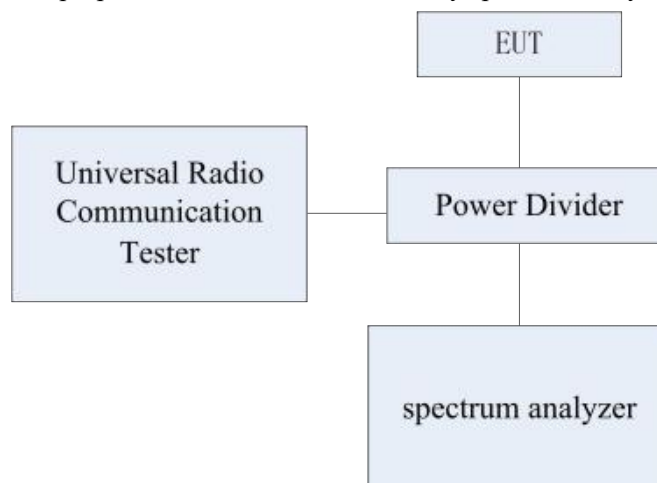 EUT
Universal Radio
Communication
Tester
Power Divider
spectrum analyzer